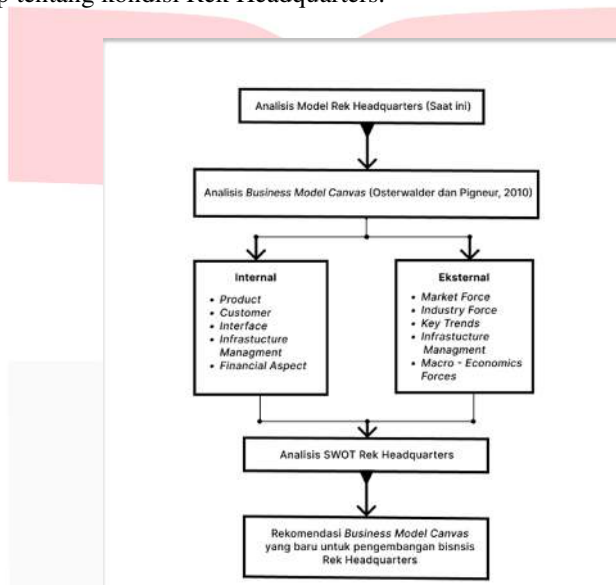 tentang kondisi Rek Headquarters.
Analisis Model Rek Headquarters (Saat ini)
Analisis Business Model Canvas (Osterwalder dan Pigneur, 2010)
Internal
• Product
• Customer
• Interface
• Infrastucture
Managment
• Financial Aspect
Eksternal
• Market Force
• Industry Force
• Key Trends
• Infrastucture
Managment
• Macro - Economics
Forces
Analisis SWOT Rek Headquarters
Rekomendasi Business Model Canvas
yang baru untuk pengembangan bisnsis
Rek Headquarters